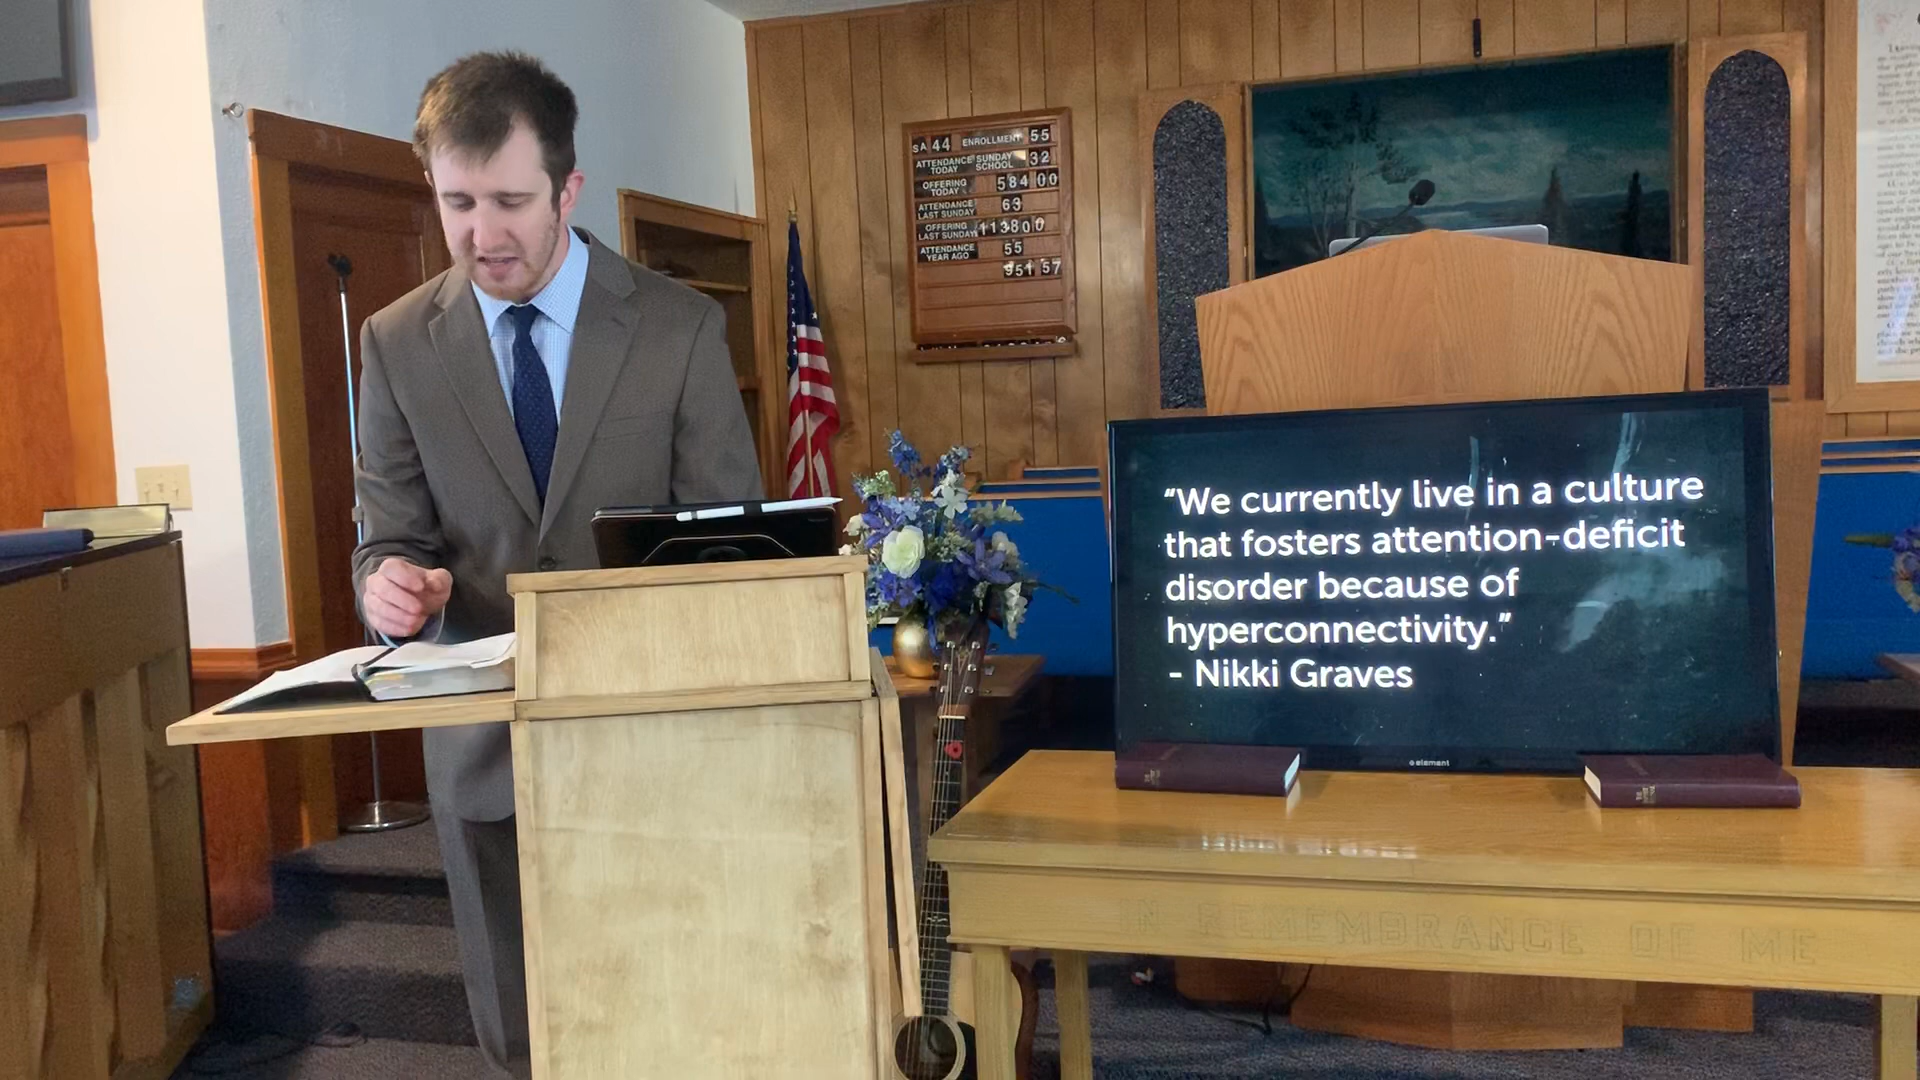 SA 44 ENROLLMENT 55
ATTENDANCE TODAY SUNDAY SCHOOL 32
OFFERING TODAY 584 00
ATTENDANCE LAST SUNDAY 63
OFFERING LAST SUNDAY 1138 00
ATTENDANCE YEAR AGO 55
951 57
“We currently live in a culture
that fosters attention-deficit
disorder because of
hyperconnectivity.”
- Nikki Graves
element
IN REMEMBRANCE OF ME